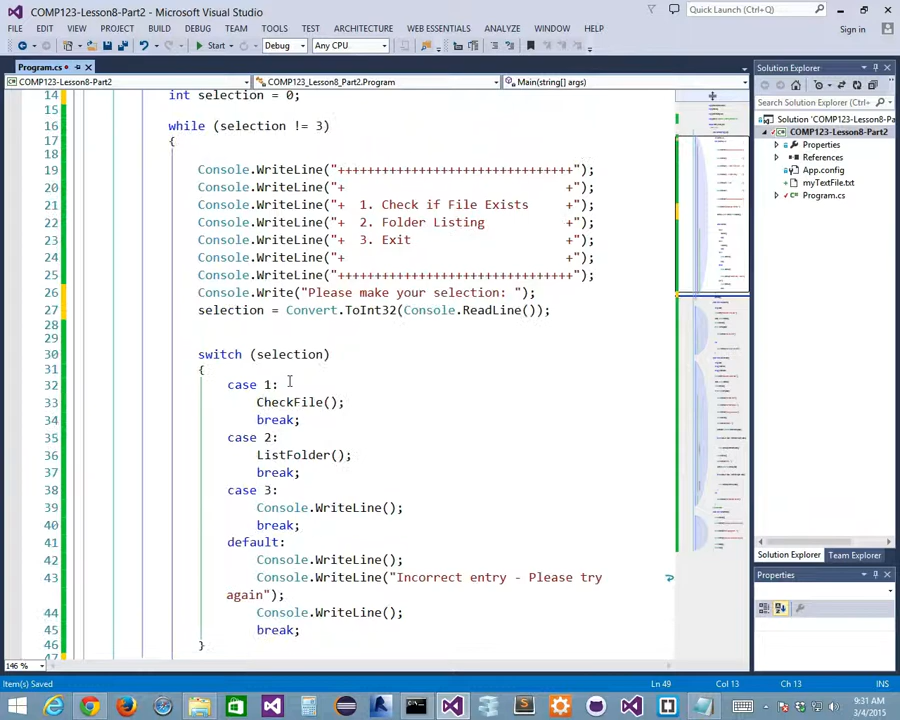 COMP123-Lesson8-Part2 - Microsoft Visual Studio
Quick Launch (Ctrl+Q)
FILE EDIT VIEW PROJECT BUILD DEBUG TEAM TOOLS TEST ARCHITECTURE WEB ESSENTIALS ANALYZE WINDOW HELP
Sign in
Start Debug Any CPU
Program.cs
COMP123-Lesson8-Part2 COMP123_Lesson8_Part2.Program Main(string[] args)
14 int selection = 0;
15
16 while (selection != 3)
17 {
18
19 Console.WriteLine("++++++++++++++++++++++++++++++++");
20 Console.WriteLine("+ +");
21 Console.WriteLine("+ 1. Check if File Exists +");
22 Console.WriteLine("+ 2. Folder Listing +");
23 Console.WriteLine("+ 3. Exit +");
24 Console.WriteLine("+ +");
25 Console.WriteLine("++++++++++++++++++++++++++++++++");
26 Console.Write("Please make your selection: ");
27 selection = Convert.ToInt32(Console.ReadLine());
28
29
30 switch (selection)
31 {
32 case 1:
33 CheckFile();
34 break;
35 case 2:
36 ListFolder();
37 break;
38 case 3:
39 Console.WriteLine();
40 break;
41 default:
42 Console.WriteLine();
43 Console.WriteLine("Incorrect entry - Please try
again");
44 Console.WriteLine();
45 break;
46 }
47
146 %
Solution Explorer
Search Solution Explorer (Ctrl+
Solution 'COMP123-Lesson8-Pa
COMP123-Lesson8-Part2
Properties
References
App.config
myTextFile.txt
Program.cs
Solution Explorer Team Explorer
Properties
Item(s) Saved Ln 49 Col 13 Ch 13 INS
9:31 AM
3/4/2015